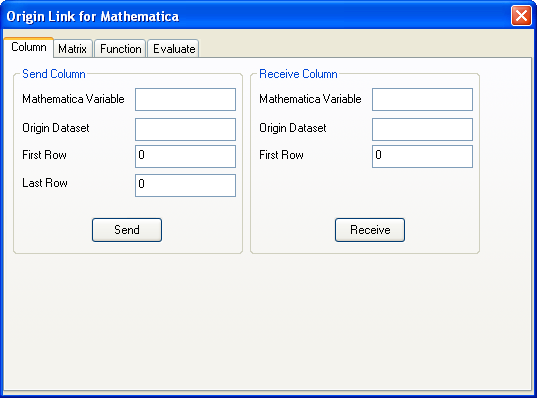 Origin Link for Mathematica
Column Matrix Function Evaluate
Send Column
Mathematica Variable
Origin Dataset
First Row 0
Last Row 0
Send
Receive Column
Mathematica Variable
Origin Dataset
First Row 0
Receive